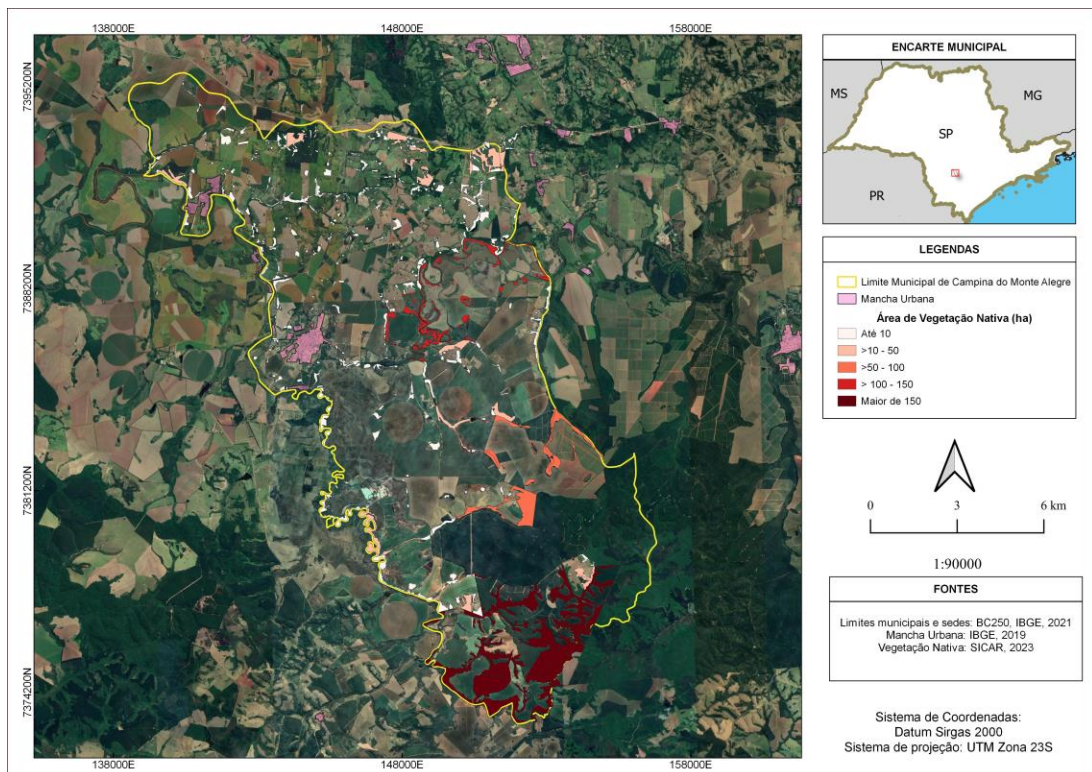 138000E
148000E
158000E
7395200N
7388200N
7381200N
7374200N
138000E
148000E
158000E
ENCARTE MUNICIPAL
MS
MG
SP
PR
LEGENDAS
Limite Municipal de Campina do Monte Alegre
Mancha Urbana
Área de Vegetação Nativa (ha)
Até 10
>10 - 50
>50 - 100
> 100 - 150
Maior de 150
0 3 6 km
1:90000
FONTES
Limites municipais e sedes: BC250, IBGE, 2021
Mancha Urbana: IBGE, 2019
Vegetação Nativa: SICAR, 2023
Sistema de Coordenadas:
Datum Sirgas 2000
Sistema de projeção: UTM Zona 23S